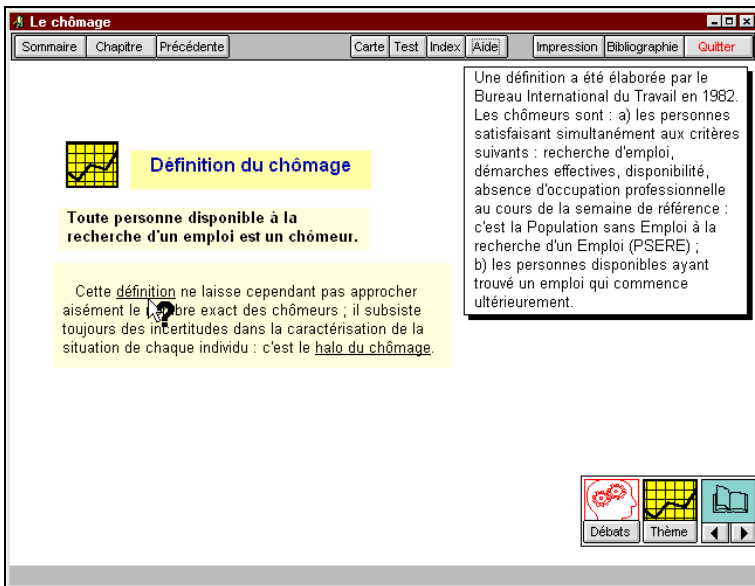 Le chômage
Sommaire Chapitre Précédente Carte Test Index Aide Impression Bibliographie Quitter
Une définition a été élaborée par le
Bureau International du Travail en 1982.
Les chômeurs sont : a) les personnes
satisfaisant simultanément aux critères
suivants : recherche d'emploi,
démarches effectives, disponibilité,
absence d'occupation professionnelle
au cours de la semaine de référence :
c'est la Population sans Emploi à la
recherche d'un Emploi (PSERE) ;
b) les personnes disponibles ayant
trouvé un emploi qui commence
ultérieurement.
Définition du chômage
Toute personne disponible à la
recherche d'un emploi est un chômeur.
Cette définition ne laisse cependant pas approcher
aisément le exact des chômeurs ; il subsiste
toujours des incertitudes dans la caractérisation de la
situation de chaque individu : c'est le halo du chômage.
Débats Thème